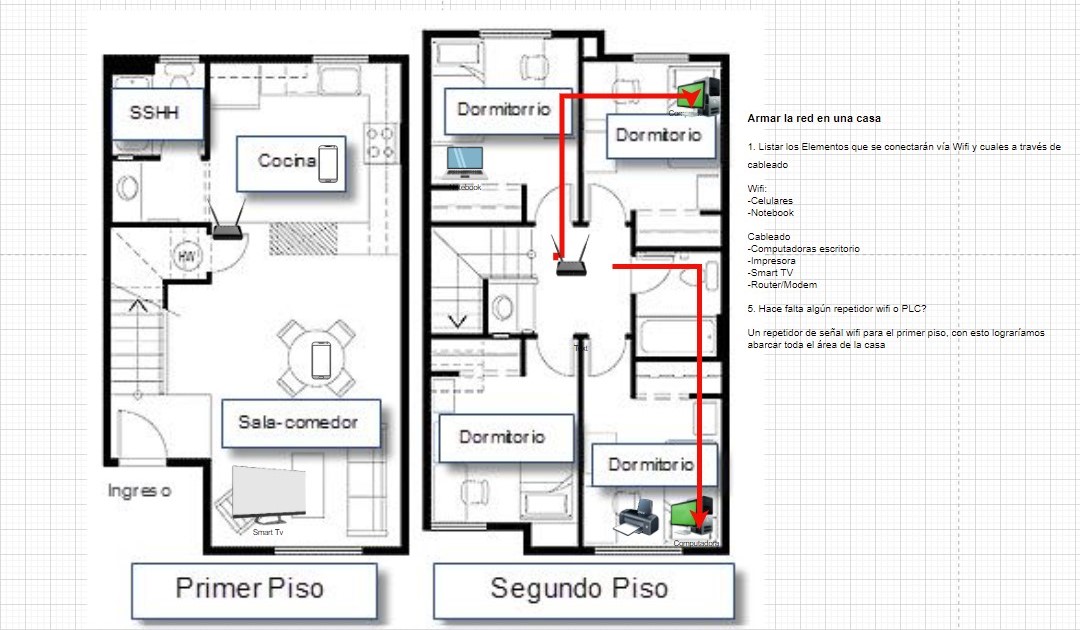 SSHH
Cocina
HW
Sala-comedor
Ingreso
Smart Tv
Primer Piso
Dormitorrio
Dormitorio
Notebook
Text
Dormitorio
Dormitorio
Computadora
Segundo Piso
Armar la red en una casa
1. Listar los Elementos que se conectarán vía Wifi y cuales a través de
cableado
Wifi:
-Celulares
-Notebook
Cableado
-Computadoras escritorio
-Impresora
-Smart TV
-Router/Modem
5. Hace falta algún repetidor wifi o PLC?
Un repetidor de señal wifi para el primer piso, con esto lograríamos
abarcar toda el área de la casa